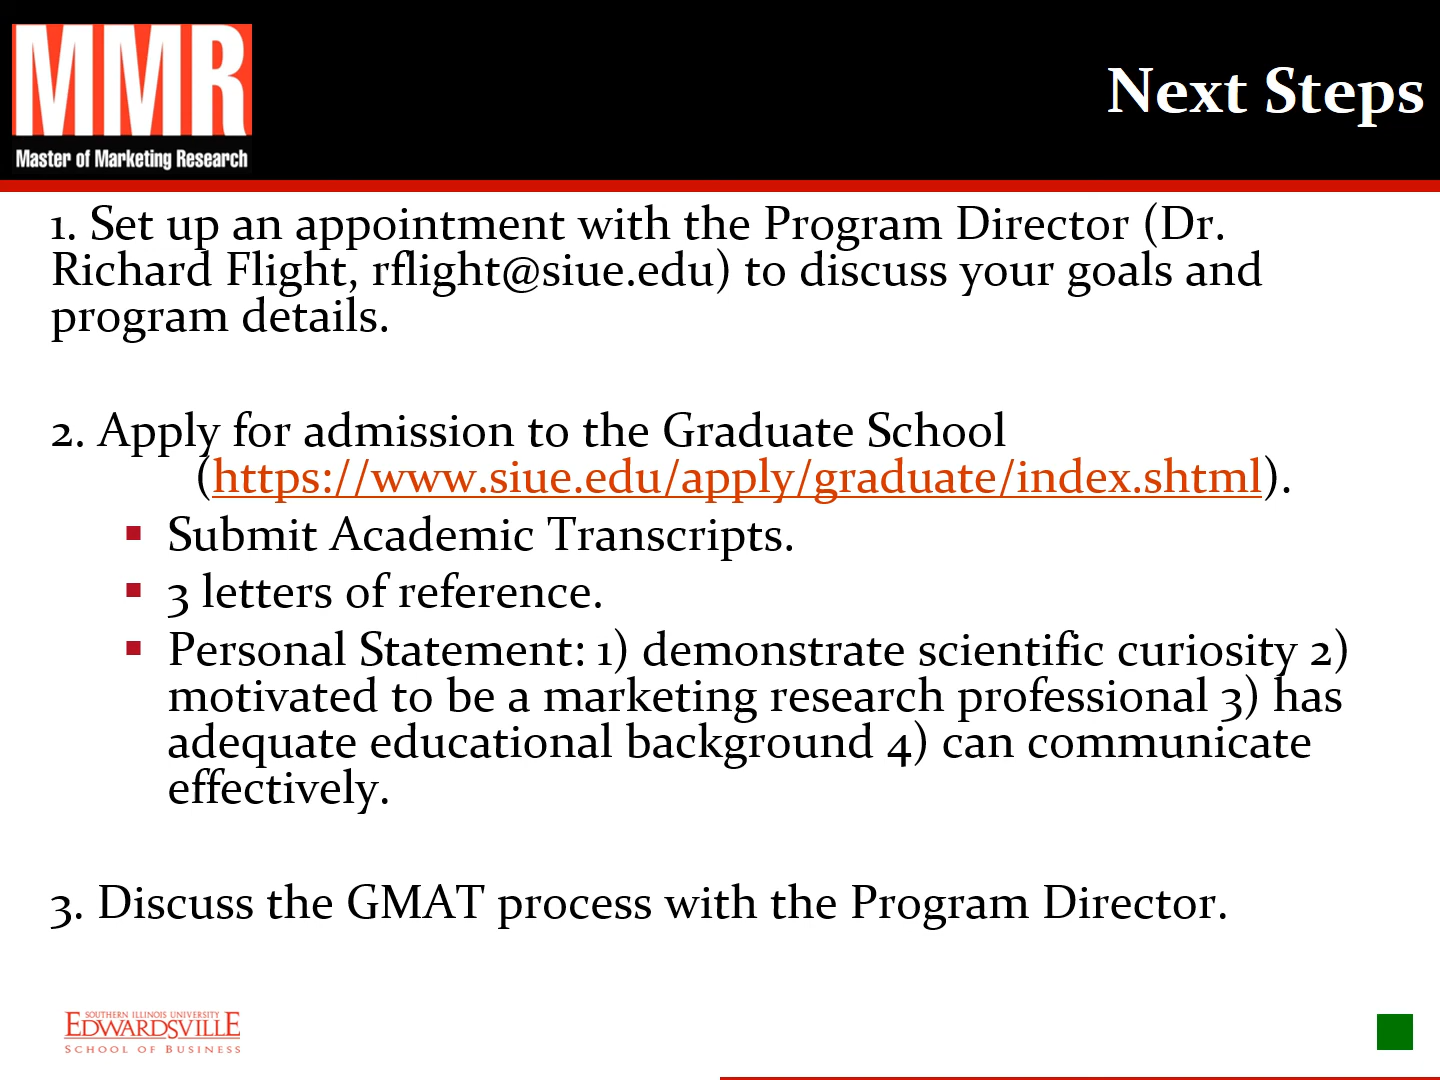 MMR
Master of Marketing Research
Next Steps
1. Set up an appointment with the Program Director (Dr.
Richard Flight, rflight@siue.edu) to discuss your goals and
program details.
2. Apply for admission to the Graduate School
(https://www.siue.edu/apply/graduate/index.shtml).
▪ Submit Academic Transcripts.
▪ 3 letters of reference.
▪ Personal Statement: 1) demonstrate scientific curiosity 2)
motivated to be a marketing research professional 3) has
adequate educational background 4) can communicate
effectively.
3. Discuss the GMAT process with the Program Director.
SOUTHERN ILLINOIS UNIVERSITY
EDWARDSVILLE
SCHOOL OF BUSINESS